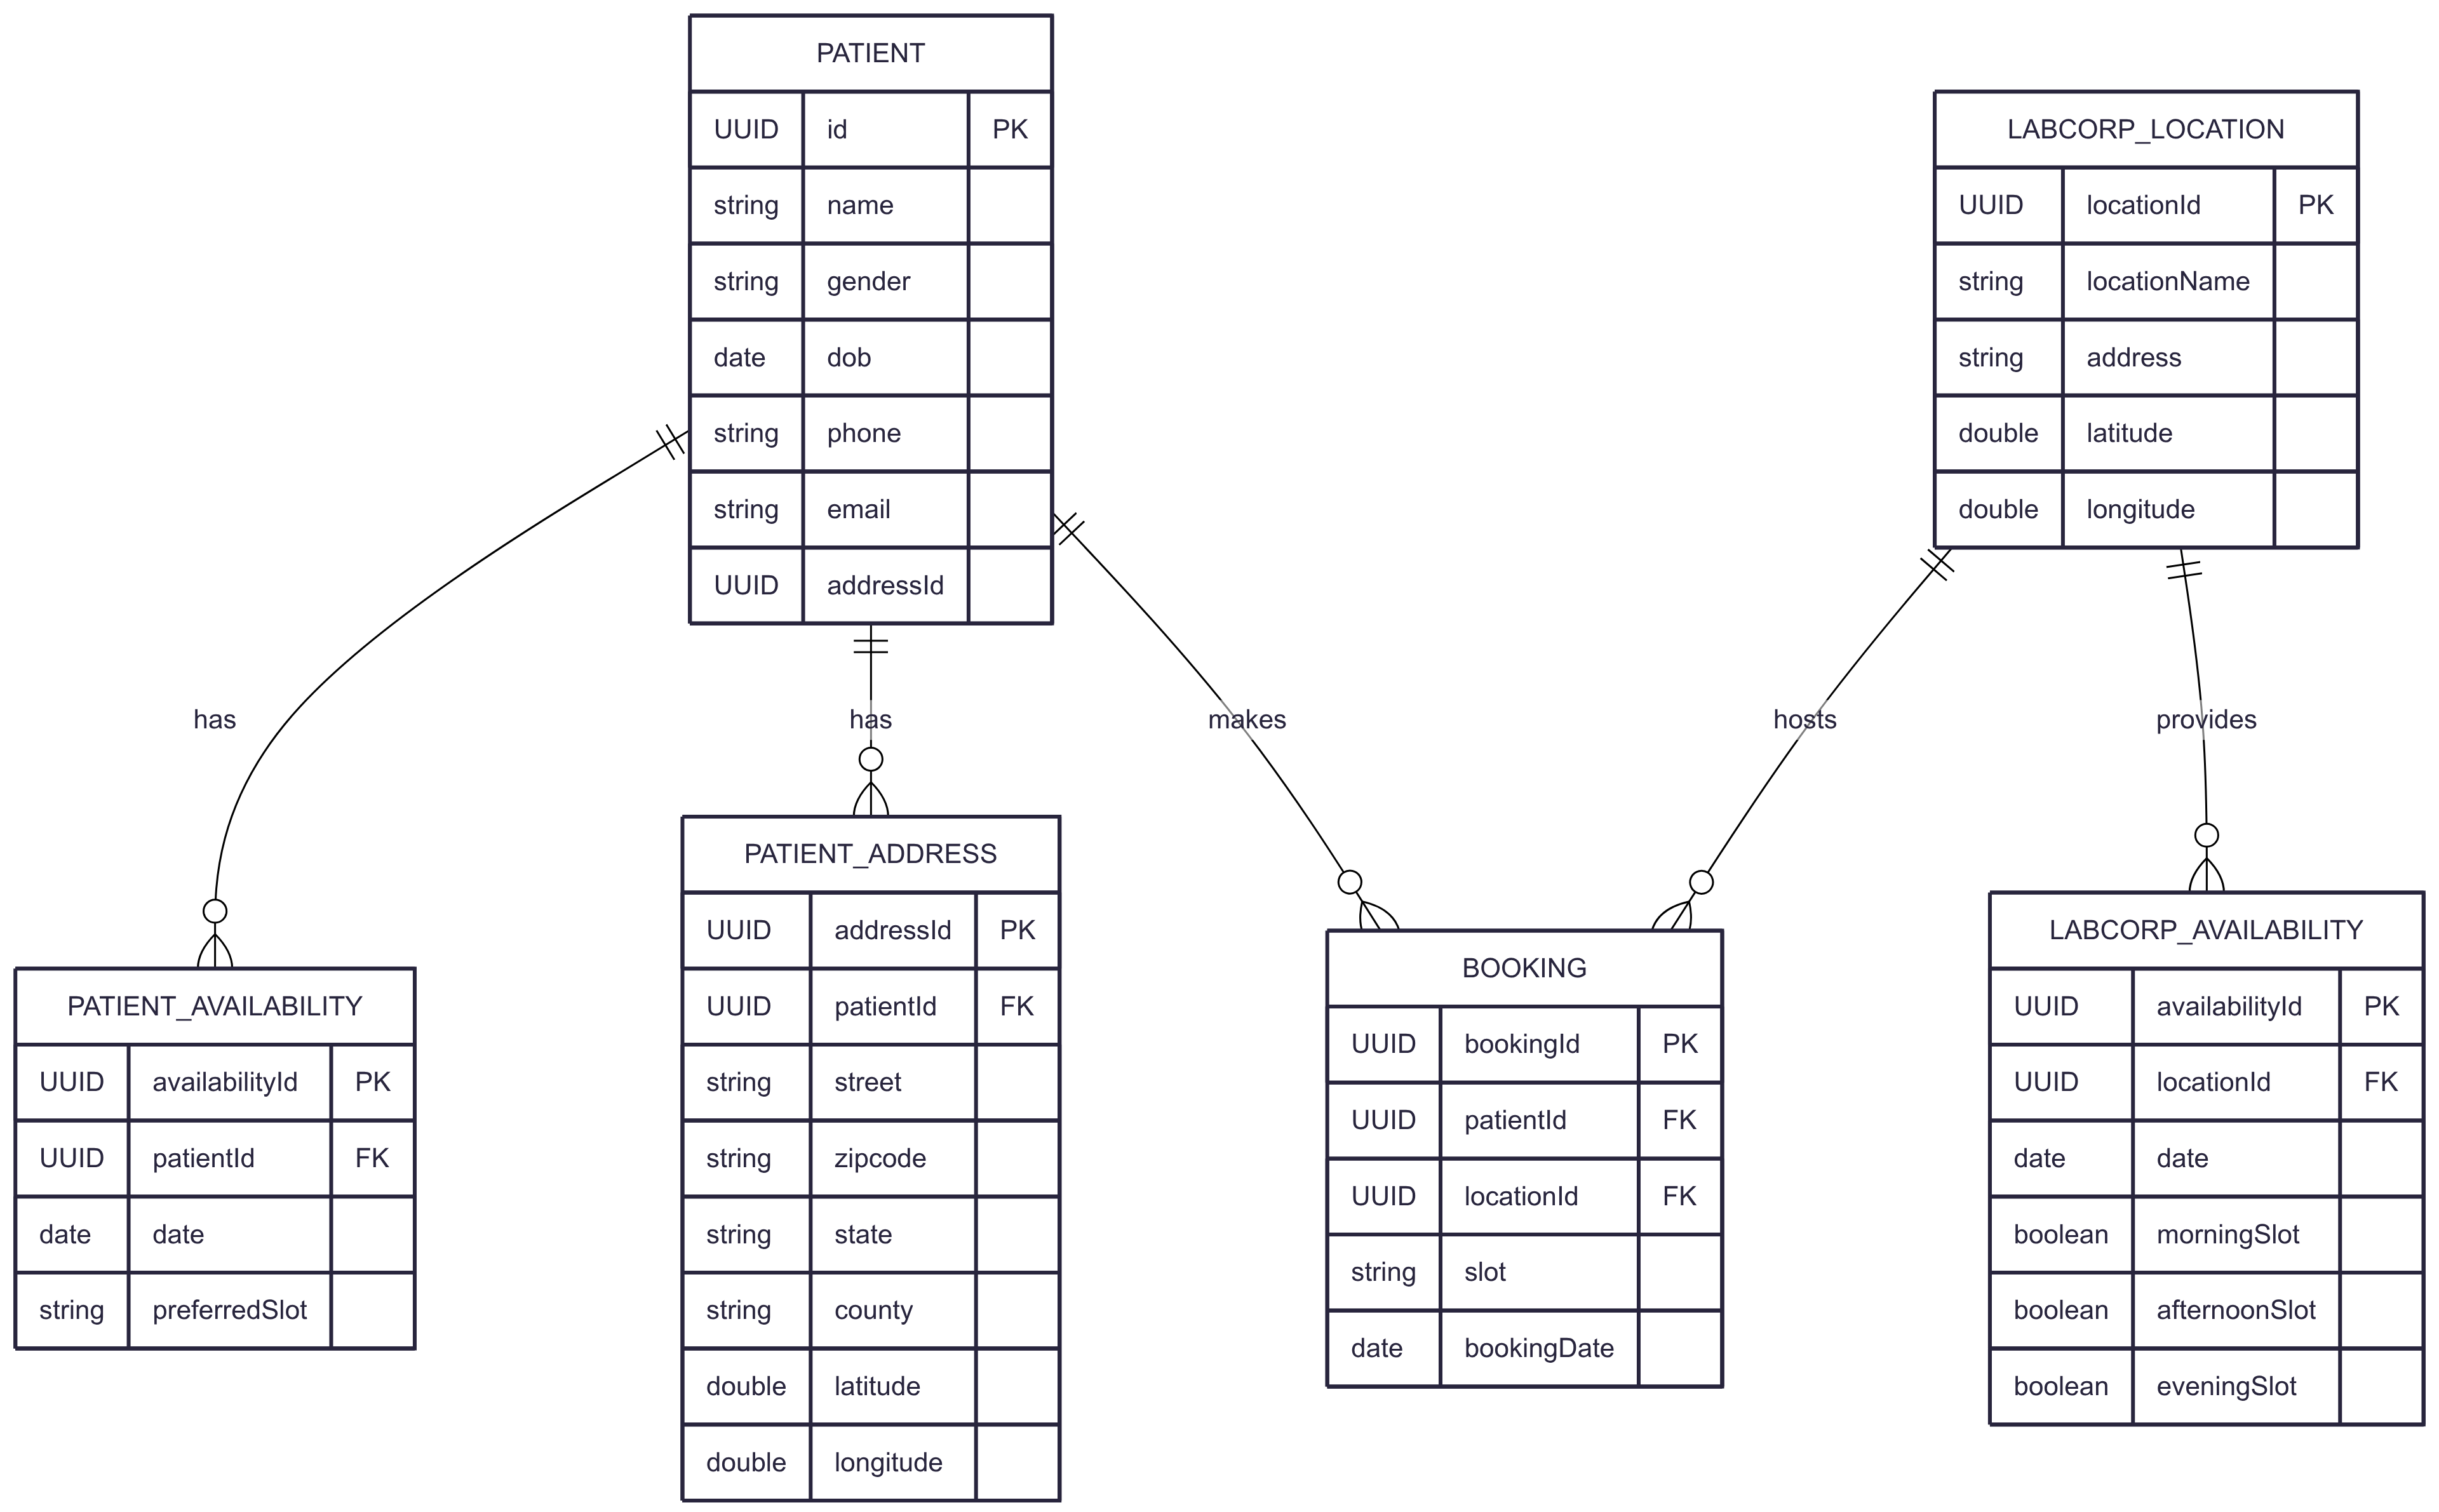 PATIENT
UUID id PK
string name
string gender
date dob
string phone
string email
UUID addressId
LABCORP_LOCATION
UUID locationId PK
string locationName
string address
double latitude
double longitude
has
has
makes
hosts
provides
PATIENT_AVAILABILITY
UUID availabilityId PK
UUID patientId FK
date date
string preferredSlot
PATIENT_ADDRESS
UUID addressId PK
UUID patientId FK
string street
string zipcode
string state
string county
double latitude
double longitude
BOOKING
UUID bookingId PK
UUID patientId FK
UUID locationId FK
string slot
date bookingDate
LABCORP_AVAILABILITY
UUID availabilityId PK
UUID locationId FK
date date
boolean morningSlot
boolean afternoonSlot
boolean eveningSlot